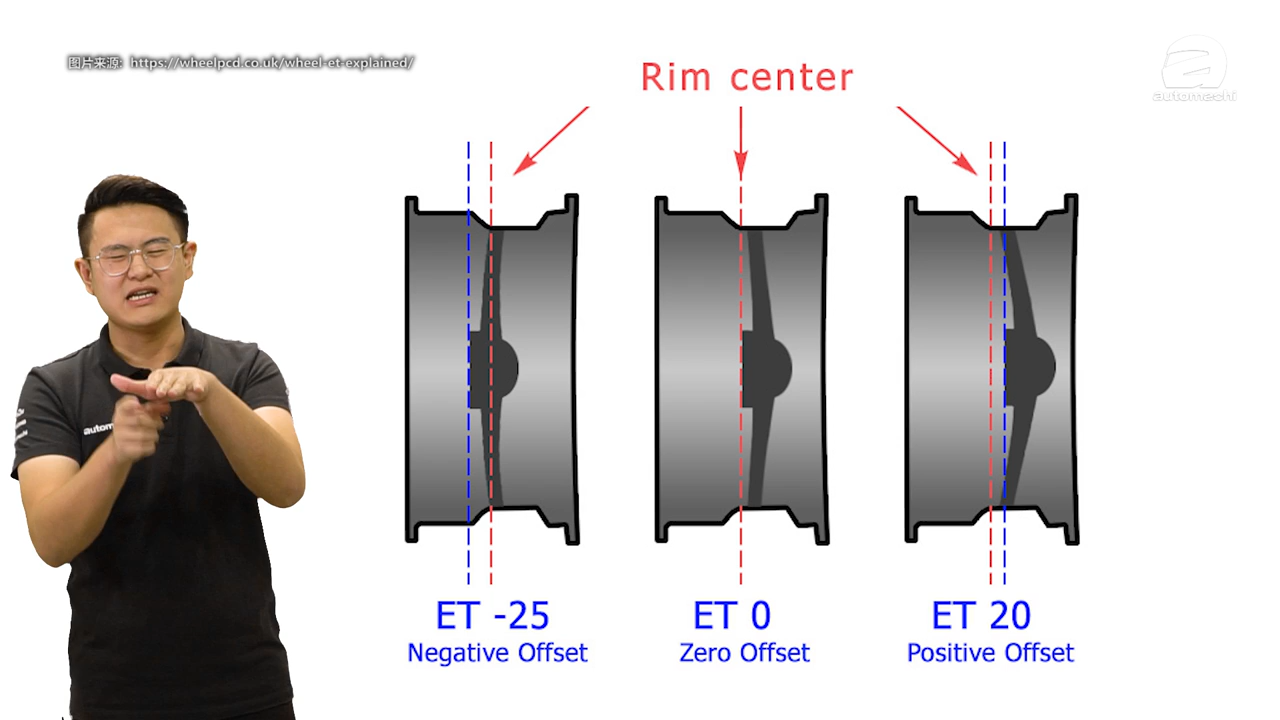 图片来源: https://wheelpcd.co.uk/wheel-et-explained/
automachi
Rim center
autom
ET -25
ET 0
ET 20
Negative Offset
Zero Offset
Positive Offset